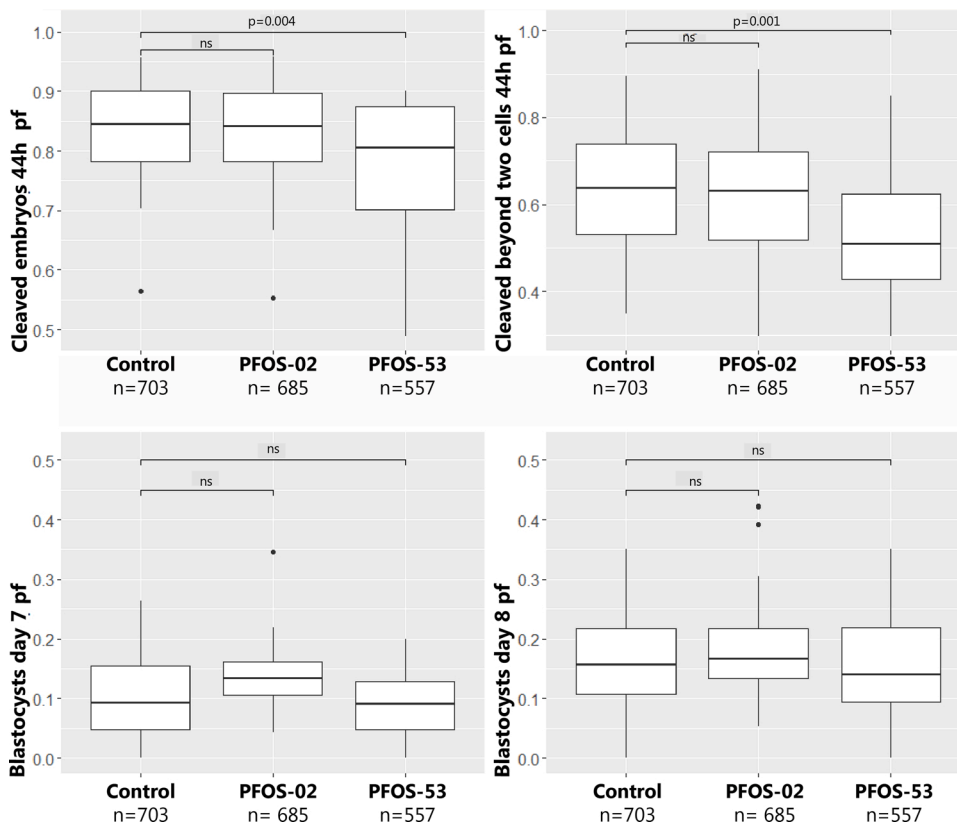 p=0.004
ns
1.0
0.9
0.8
0.7
0.6
0.5
Cleaved embryos 44h pf
Control
PFOS-02
PFOS-53
n=703
n= 685
n=557
p=0.001
ns
1.0
0.8
0.6
0.4
Cleaved beyond two cells 44h pf
Control
PFOS-02
PFOS-53
n=703
n= 685
n=557
ns
ns
0.5
0.4
0.3
0.2
0.1
0.0
Blastocysts day 7 pf
Control
PFOS-02
PFOS-53
n=703
n= 685
n=557
ns
ns
0.5
0.4
0.3
0.2
0.1
0.0
Blastocysts day 8 pf
Control
PFOS-02
PFOS-53
n=703
n= 685
n=557